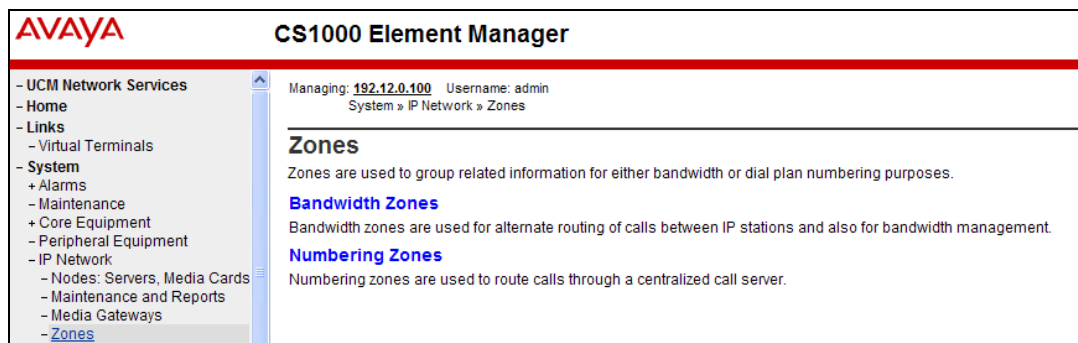 AVAYA
CS1000 Element Manager
- UCM Network Services
- Home
- Links
- Virtual Terminals
- System
+ Alarms
- Maintenance
+ Core Equipment
- Peripheral Equipment
- IP Network
- Nodes: Servers, Media Cards
- Maintenance and Reports
- Media Gateways
- Zones
Managing: 192.12.0.100 Username: admin
System » IP Network » Zones
Zones
Zones are used to group related information for either bandwidth or dial plan numbering purposes.
Bandwidth Zones
Bandwidth zones are used for alternate routing of calls between IP stations and also for bandwidth management.
Numbering Zones
Numbering zones are used to route calls through a centralized call server.